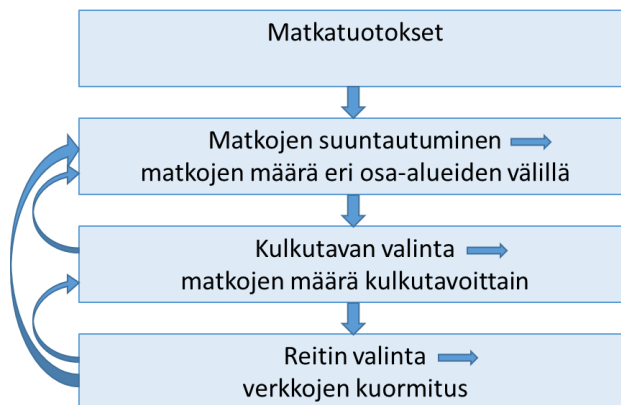 Matkatuotokset
Matkojen suuntautuminen
matkojen määrä eri osa-alueiden välillä
Kulkutavan valinta
matkojen määrä kulkutavoittain
Reitin valinta
verkkojen kuormitus